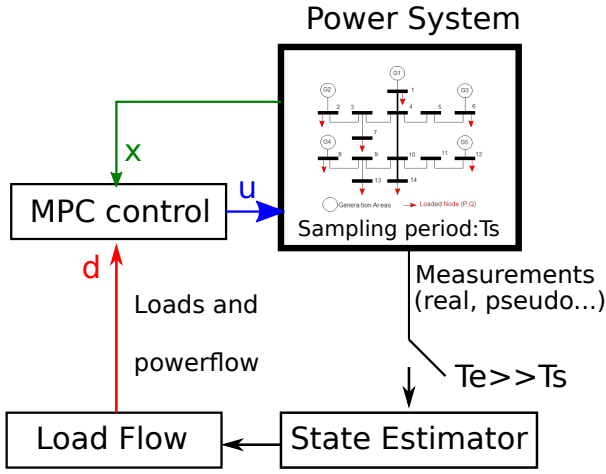 Power System
G1
G2
G3
1
2
3
4
5
6
7
G4
G5
8
9
10
11
12
13
14
Generation Areas
Loaded Node (P,Q)
Sampling period:Ts
x
MPC control
u
d
Loads and
powerflow
Measurements
(real, pseudo...)
Te>>Ts
Load Flow
State Estimator